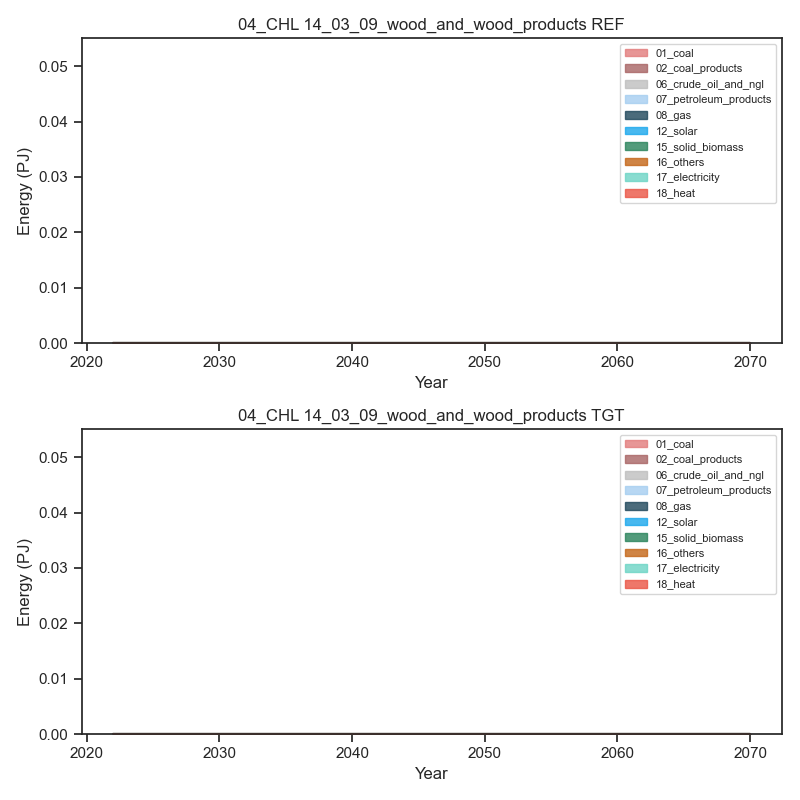 04_CHL 14_03_09_wood_and_wood_products REF
0.05
0.04
0.03
0.02
0.01
0.00
Energy (PJ)
01_coal
02_coal_products
06_crude_oil_and_ngl
07_petroleum_products
08_gas
12_solar
15_solid_biomass
16_others
17_electricity
18_heat
2020 2030 2040 2050 2060 2070
Year
04_CHL 14_03_09_wood_and_wood_products TGT
0.05
0.04
0.03
0.02
0.01
0.00
Energy (PJ)
01_coal
02_coal_products
06_crude_oil_and_ngl
07_petroleum_products
08_gas
12_solar
15_solid_biomass
16_others
17_electricity
18_heat
2020 2030 2040 2050 2060 2070
Year